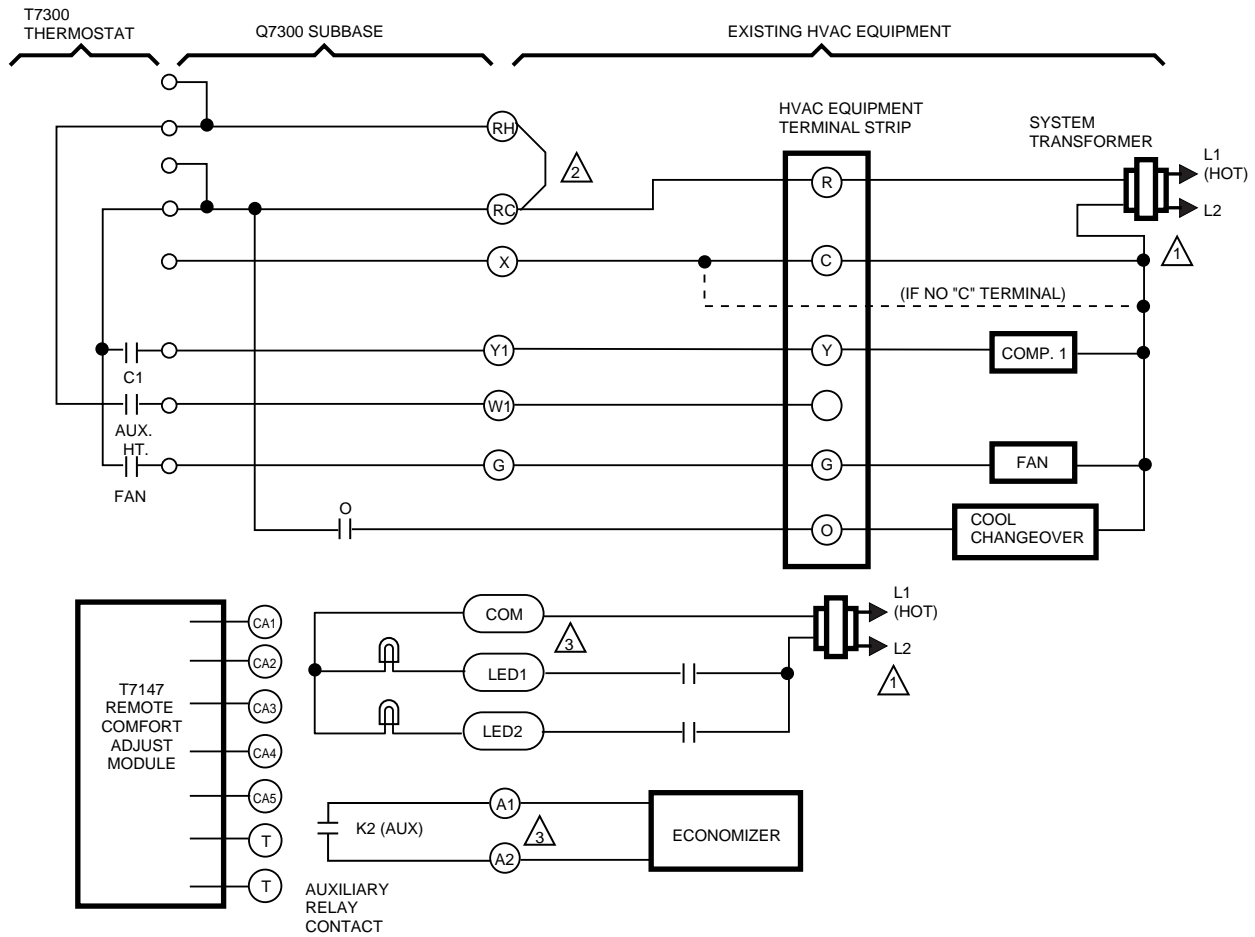 T7300
THERMOSTAT
Q7300 SUBBASE
EXISTING HVAC EQUIPMENT
HVAC EQUIPMENT
TERMINAL STRIP
SYSTEM
TRANSFORMER
RH
2
R
L1
(HOT)
RC
L2
1
X
C
(IF NO "C" TERMINAL)
Y1
Y
COMP. 1
C1
W1
AUX.
HT.
G
G
FAN
FAN
O
O
COOL
CHANGEOVER
T7147
REMOTE
COMFORT
ADJUST
MODULE
CA1
CA2
CA3
CA4
CA5
T
T
COM
3
LED1
LED2
L1
(HOT)
L2
1
K2 (AUX)
A1
3
A2
ECONOMIZER
AUXILIARY
RELAY
CONTACT